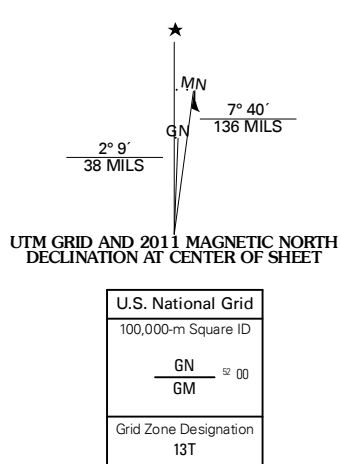 ★
MN
GN
7° 40´
136 MILS
2° 9´
38 MILS
UTM GRID AND 2011 MAGNETIC NORTH
DECLINATION AT CENTER OF SHEET
U.S. National Grid
100,000-m Square ID
GN
52 00
GM
Grid Zone Designation
13T